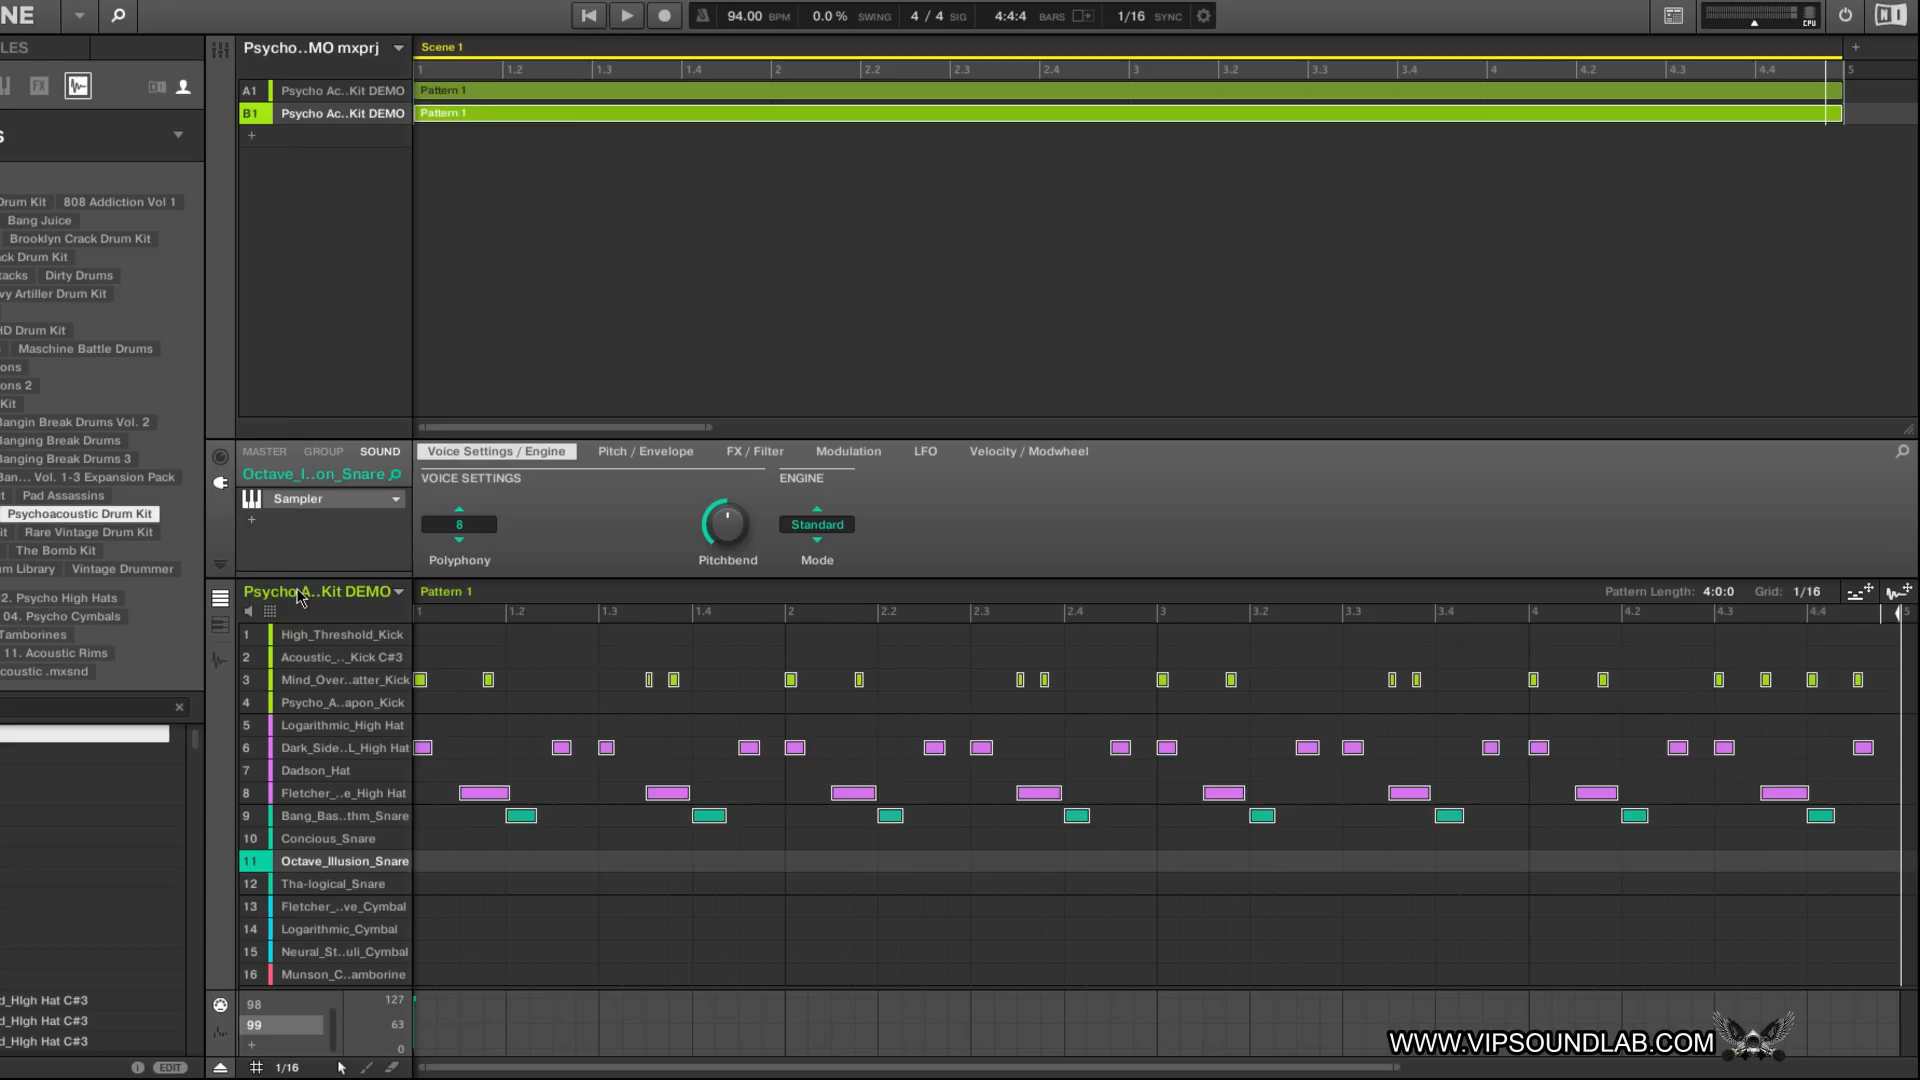 NE
94.00 BPM 0.0% SWING 4 / 4 SIG 4:4:4 BARS 1/16 SYNC
CPU
LES
Psycho..MO mxprj
Scene 1
1 1.2 1.3 1.4 2 2.2 2.3 2.4 3 3.2 3.3 3.4 4 4.2 4.3 4.4 5
FX
A1 Psycho Ac..Kit DEMO Pattern 1
B1 Psycho Ac..Kit DEMO Pattern 1
+
Drum Kit 808 Addiction Vol 1
Bang Juice
Brooklyn Crack Drum Kit
ck Drum Kit
tacks Dirty Drums
vy Artiller Drum Kit
HD Drum Kit
Maschine Battle Drums
ons
ons 2
Kit
Bangin Break Drums Vol. 2
Banging Break Drums
Banging Break Drums 3
Ban... Vol. 1-3 Expansion Pack
t Pad Assassins
Psychoacoustic Drum Kit
it Rare Vintage Drum Kit
The Bomb Kit
m Library Vintage Drummer
2. Psycho High Hats
04. Psycho Cymbals
Tamborines
11. Acoustic Rims
coustic .mxsnd
MASTER GROUP SOUND
Octave_I..on_Snare
Sampler
+
Voice Settings / Engine Pitch / Envelope FX / Filter Modulation LFO Velocity / Modwheel
VOICE SETTINGS ENGINE
8 Standard
Polyphony Pitchbend Mode
Psycho A..Kit DEMO Pattern 1 Pattern Length: 4:0:0 Grid: 1/16
1 1.2 1.3 1.4 2 2.2 2.3 2.4 3 3.2 3.3 3.4 4 4.2 4.3 4.4 5
1 High_Threshold_Kick
2 Acoustic_.._Kick C#3
3 Mind_Over..atter_Kick
4 Psycho_A..apon_Kick
5 Logarithmic_High Hat
6 Dark_Side..L_High Hat
7 Dadson_Hat
8 Fletcher_..e_High Hat
9 Bang_Bas..thm_Snare
10 Concious_Snare
11 Octave_Illusion_Snare
12 Tha-logical_Snare
13 Fletcher_..ve_Cymbal
14 Logarithmic_Cymbal
15 Neural_St..uli_Cymbal
16 Munson_C..amborine
98
99
+
127
63
0
d_HIgh Hat C#3
d_HIgh Hat C#3
d_HIgh Hat C#3
EDIT
1/16
WWW.VIPSOUNDLAB.COM